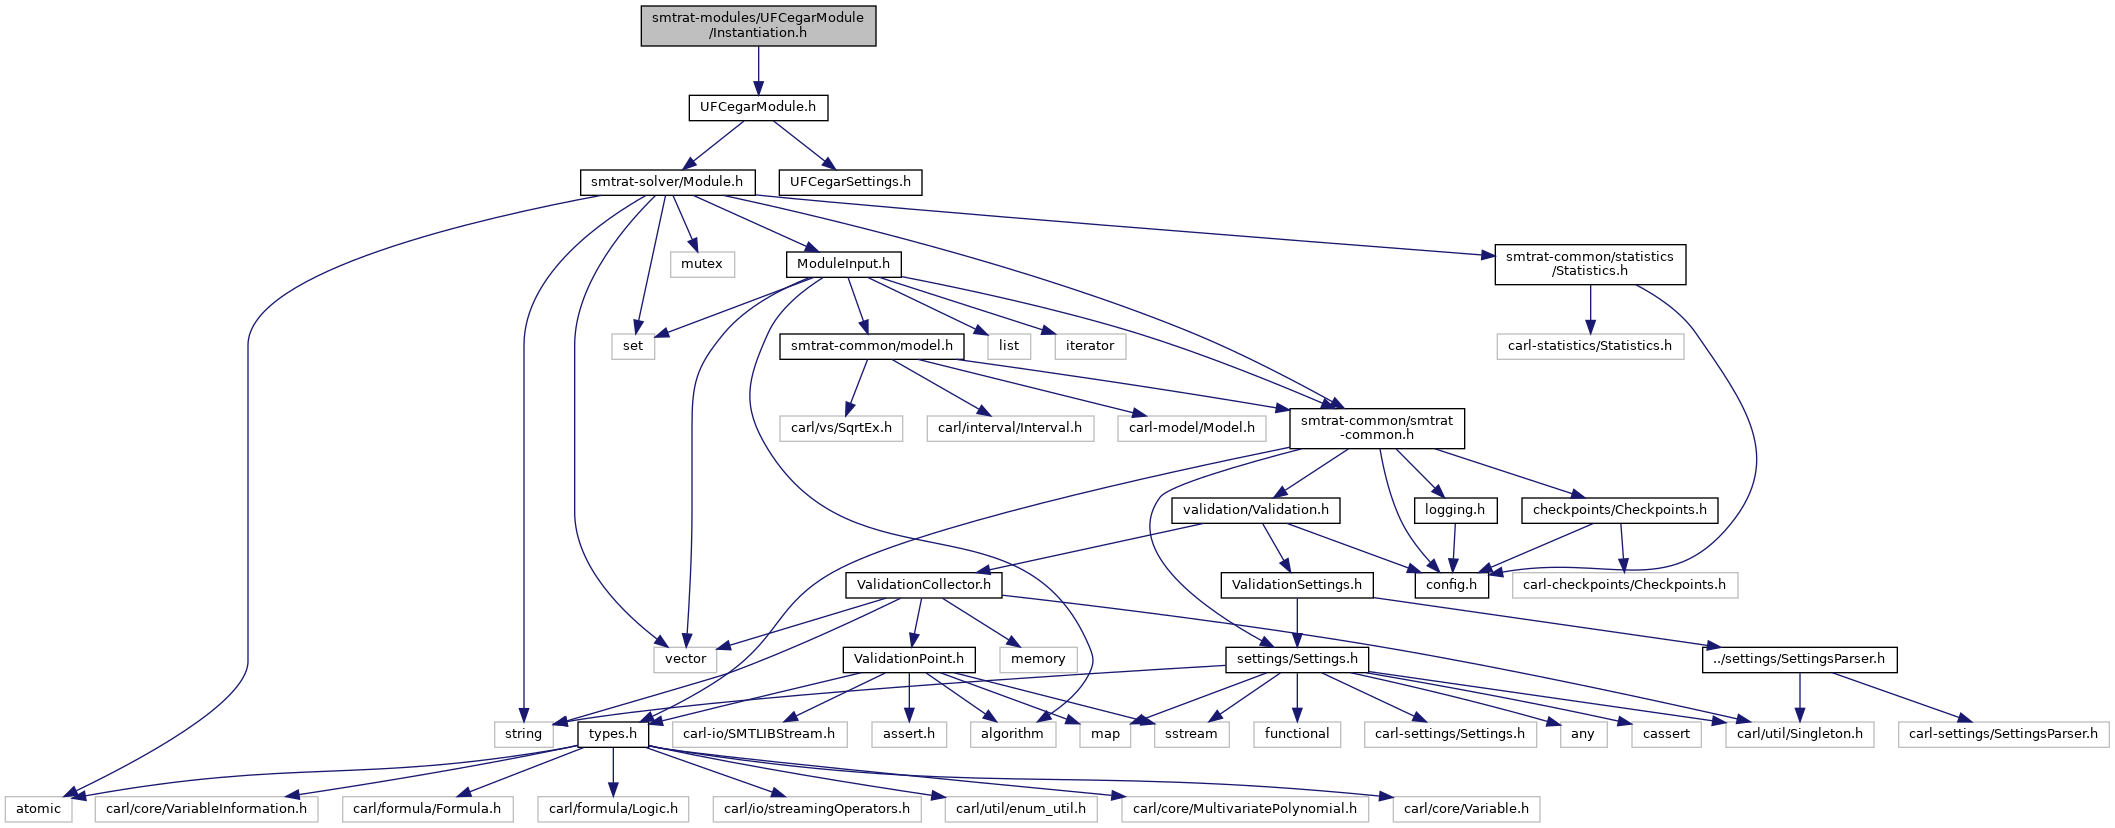 smtrat-modules/UFCegarModule
/Instantiation.h
UFCegarModule.h
smtrat-solver/Module.h
UFCegarSettings.h
mutex
ModuleInput.h
smtrat-common/statistics
/Statistics.h
set
smtrat-common/model.h
list
iterator
carl-statistics/Statistics.h
carl/vs/SqrtEx.h
carl/interval/Interval.h
carl-model/Model.h
smtrat-common/smtrat
-common.h
validation/Validation.h
logging.h
checkpoints/Checkpoints.h
ValidationCollector.h
ValidationSettings.h
config.h
carl-checkpoints/Checkpoints.h
vector
ValidationPoint.h
memory
settings/Settings.h
../settings/SettingsParser.h
string
types.h
carl-io/SMTLIBStream.h
assert.h
algorithm
map
sstream
functional
carl-settings/Settings.h
any
cassert
carl/util/Singleton.h
carl-settings/SettingsParser.h
atomic
carl/core/VariableInformation.h
carl/formula/Formula.h
carl/formula/Logic.h
carl/io/streamingOperators.h
carl/util/enum_util.h
carl/core/MultivariatePolynomial.h
carl/core/Variable.h